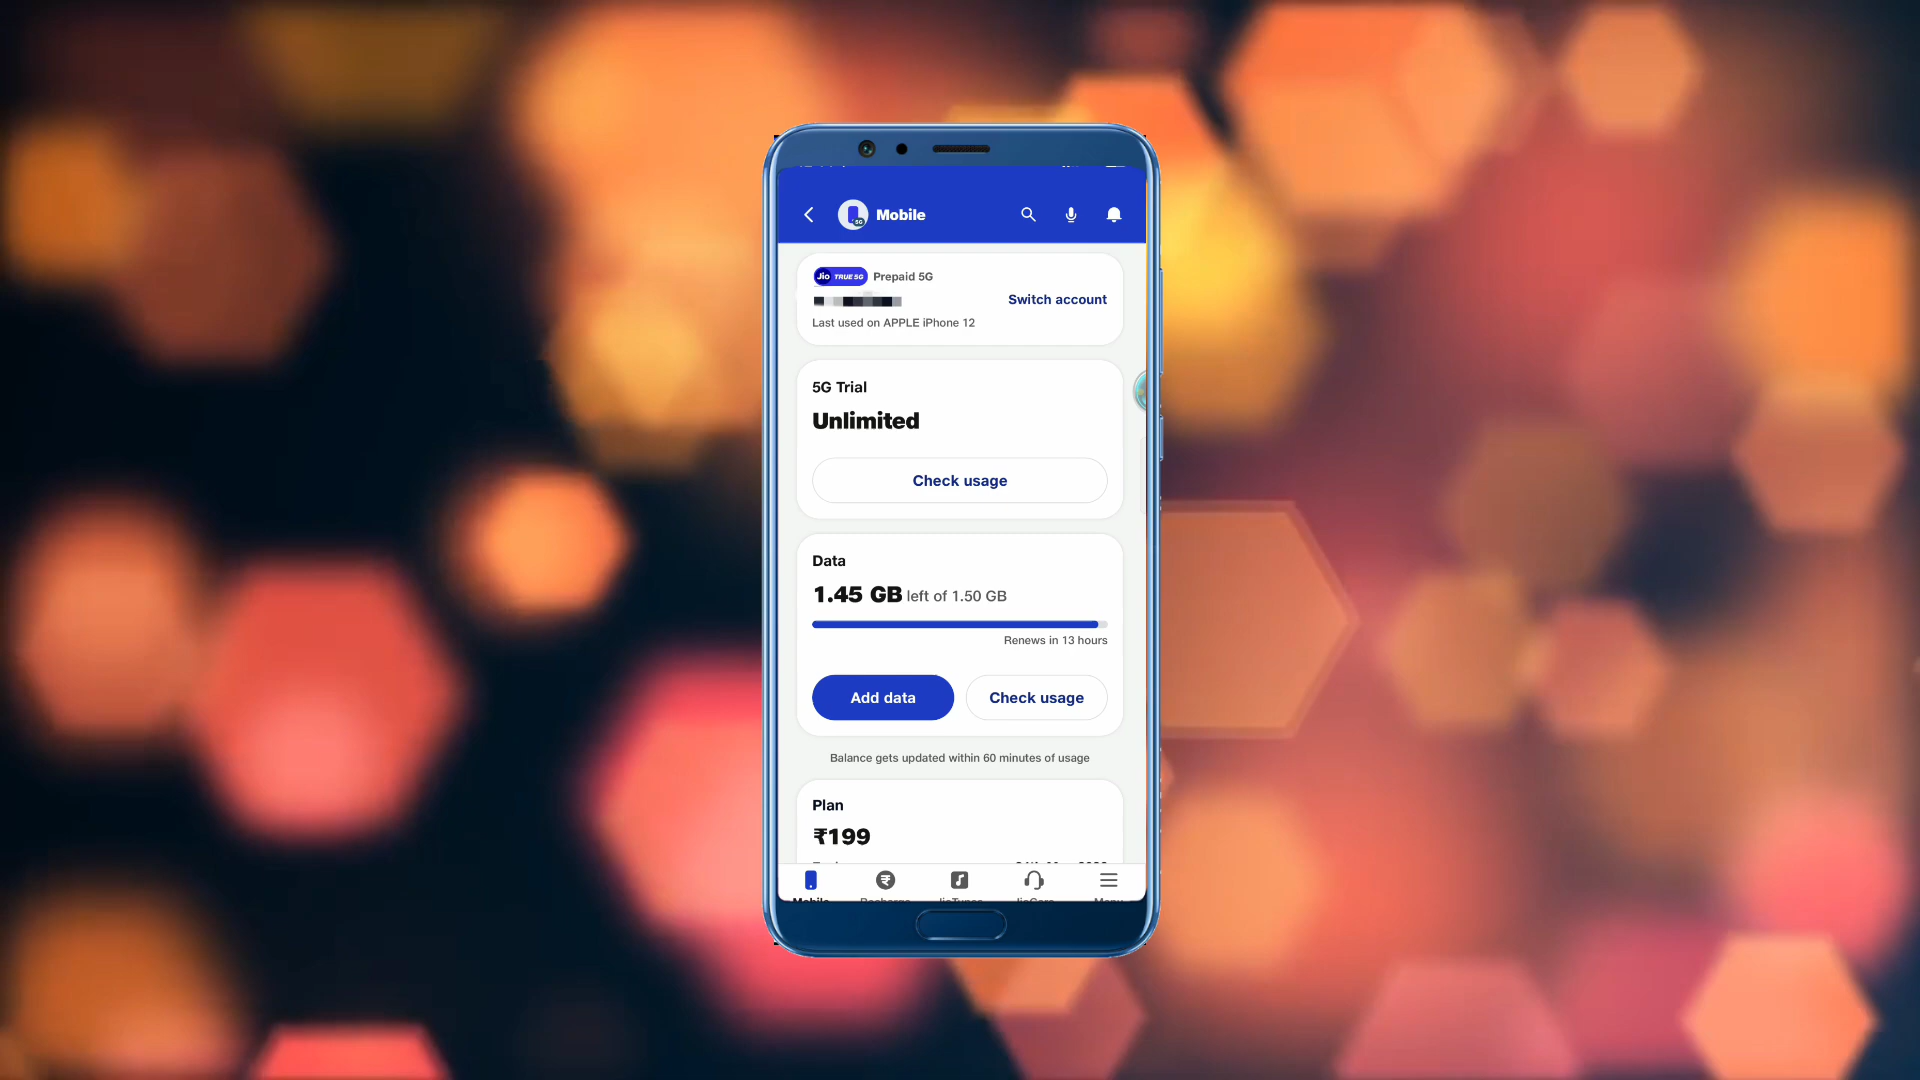 Mobile
Jio TRUE 5G Prepaid 5G
Switch account
Last used on APPLE iPhone 12
5G Trial
Unlimited
Check usage
Data
1.45 GB left of 1.50 GB
Renews in 13 hours
Add data
Check usage
Balance gets updated within 60 minutes of usage
Plan
₹199